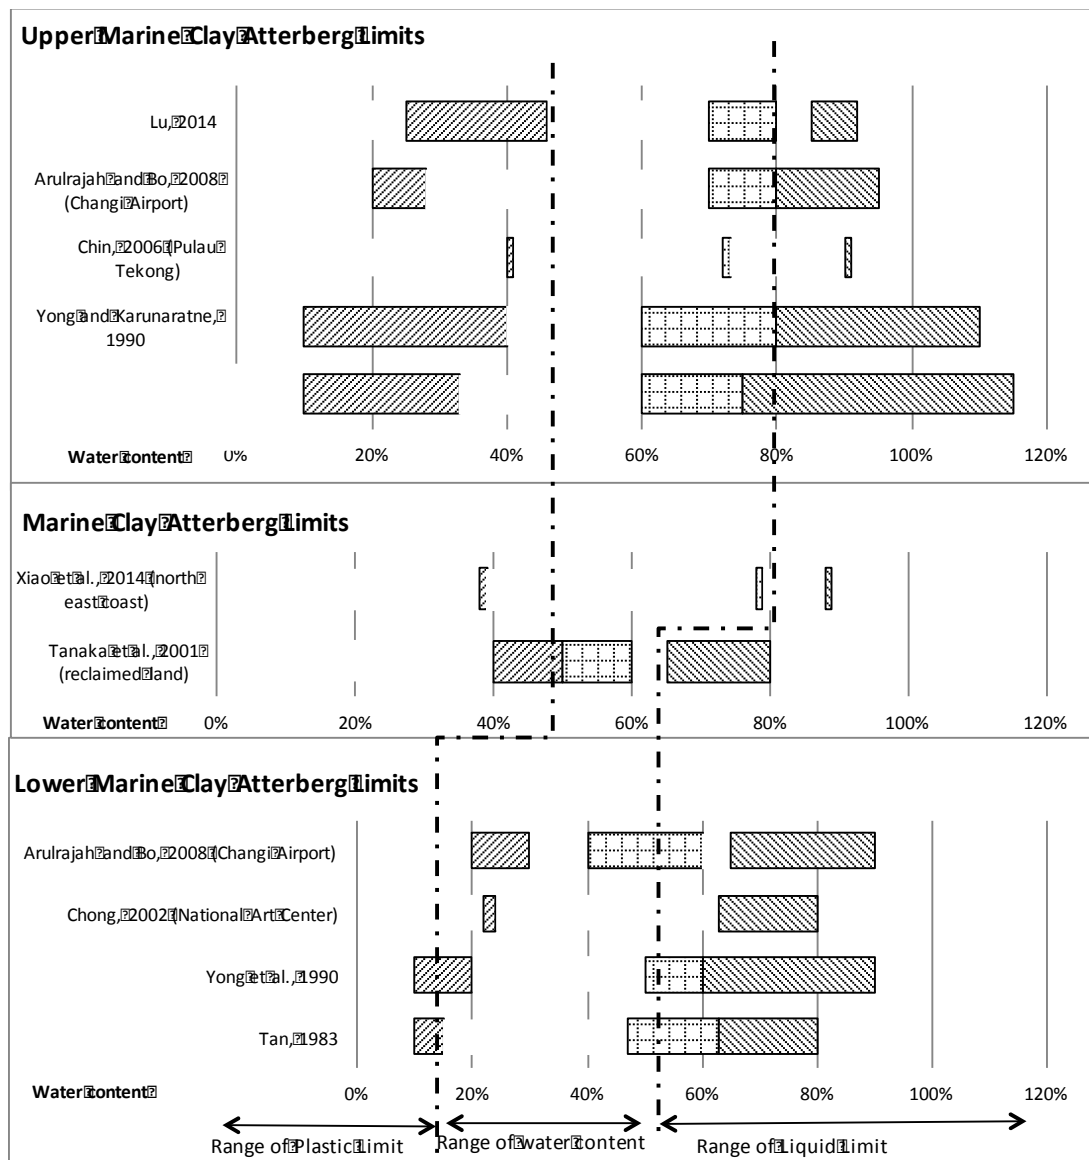 Upper Marine Clay Atterberg Limits
Lu, 2014
Arulrajah and Bo, 2008
(Changi Airport)
Chin, 2006 (Pulau
Tekong)
Yong and Karunaratne,
1990
Water content 0% 20% 40% 60% 80% 100% 120%
Marine Clay Atterberg Limits
Xiao et al., 2014 (north
east coast)
Tanaka et al., 2001
(reclaimed land)
Water content 0% 20% 40% 60% 80% 100% 120%
Lower Marine Clay Atterberg Limits
Arulrajah and Bo, 2008 (Changi Airport)
Chong, 2002 (National Art Center)
Yong et al., 1990
Tan, 1983
Water content 0% 20% 40% 60% 80% 100% 120%
Range of Plastic Limit Range of water content Range of Liquid Limit